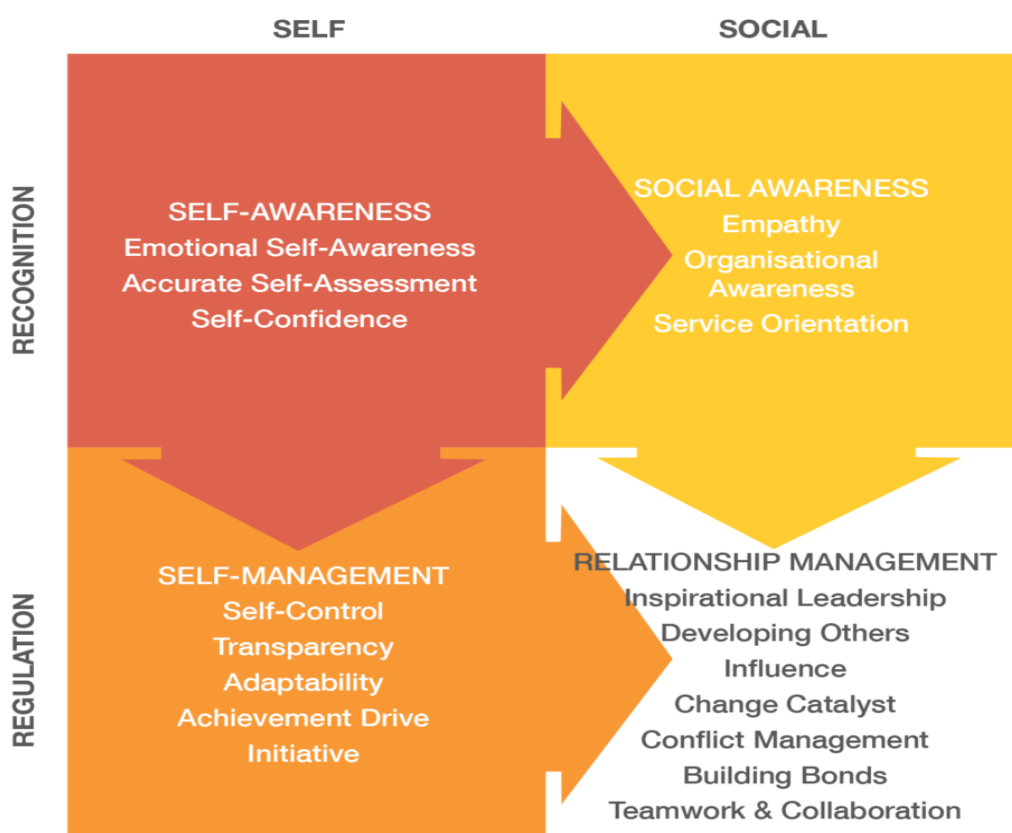 SELF
SOCIAL
RECOGNITION
SELF-AWARENESS
Emotional Self-Awareness
Accurate Self-Assessment
Self-Confidence
SOCIAL AWARENESS
Empathy
Organisational
Awareness
Service Orientation
REGULATION
SELF-MANAGEMENT
Self-Control
Transparency
Adaptability
Achievement Drive
Initiative
RELATIONSHIP MANAGEMENT
Inspirational Leadership
Developing Others
Influence
Change Catalyst
Conflict Management
Building Bonds
Teamwork & Collaboration